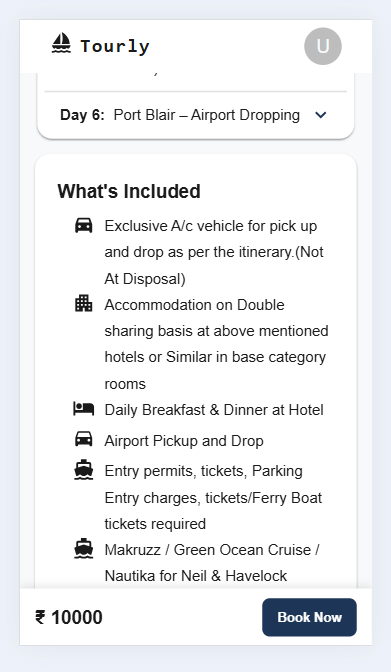 Tourly
U
Day 6: Port Blair – Airport Dropping
What's Included
Exclusive A/c vehicle for pick up
and drop as per the itinerary.(Not
At Disposal)
Accommodation on Double
sharing basis at above mentioned
hotels or Similar in base category
rooms
Daily Breakfast & Dinner at Hotel
Airport Pickup and Drop
Entry permits, tickets, Parking
Entry charges, tickets/Ferry Boat
tickets required
Makruzz / Green Ocean Cruise /
Nautika for Neil & Havelock
₹ 10000
Book Now